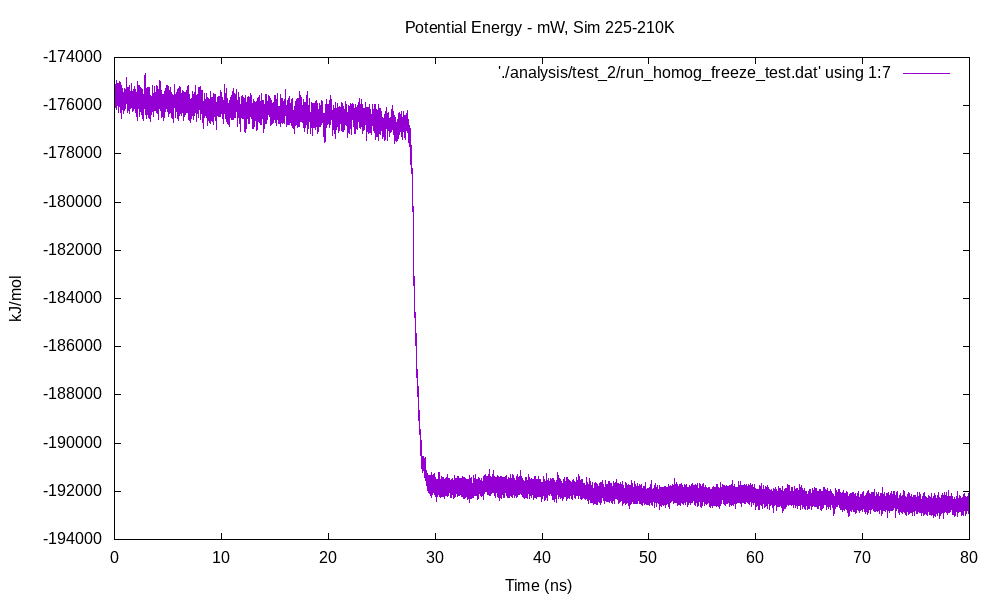 Potential Energy - mW, Sim 225-210K
'./analysis/test_2/run_homog_freeze_test.dat' using 1:7
-174000
-176000
-178000
-180000
-182000
-184000
-186000
-188000
-190000
-192000
-194000
kJ/mol
0 10 20 30 40 50 60 70 80
Time (ns)